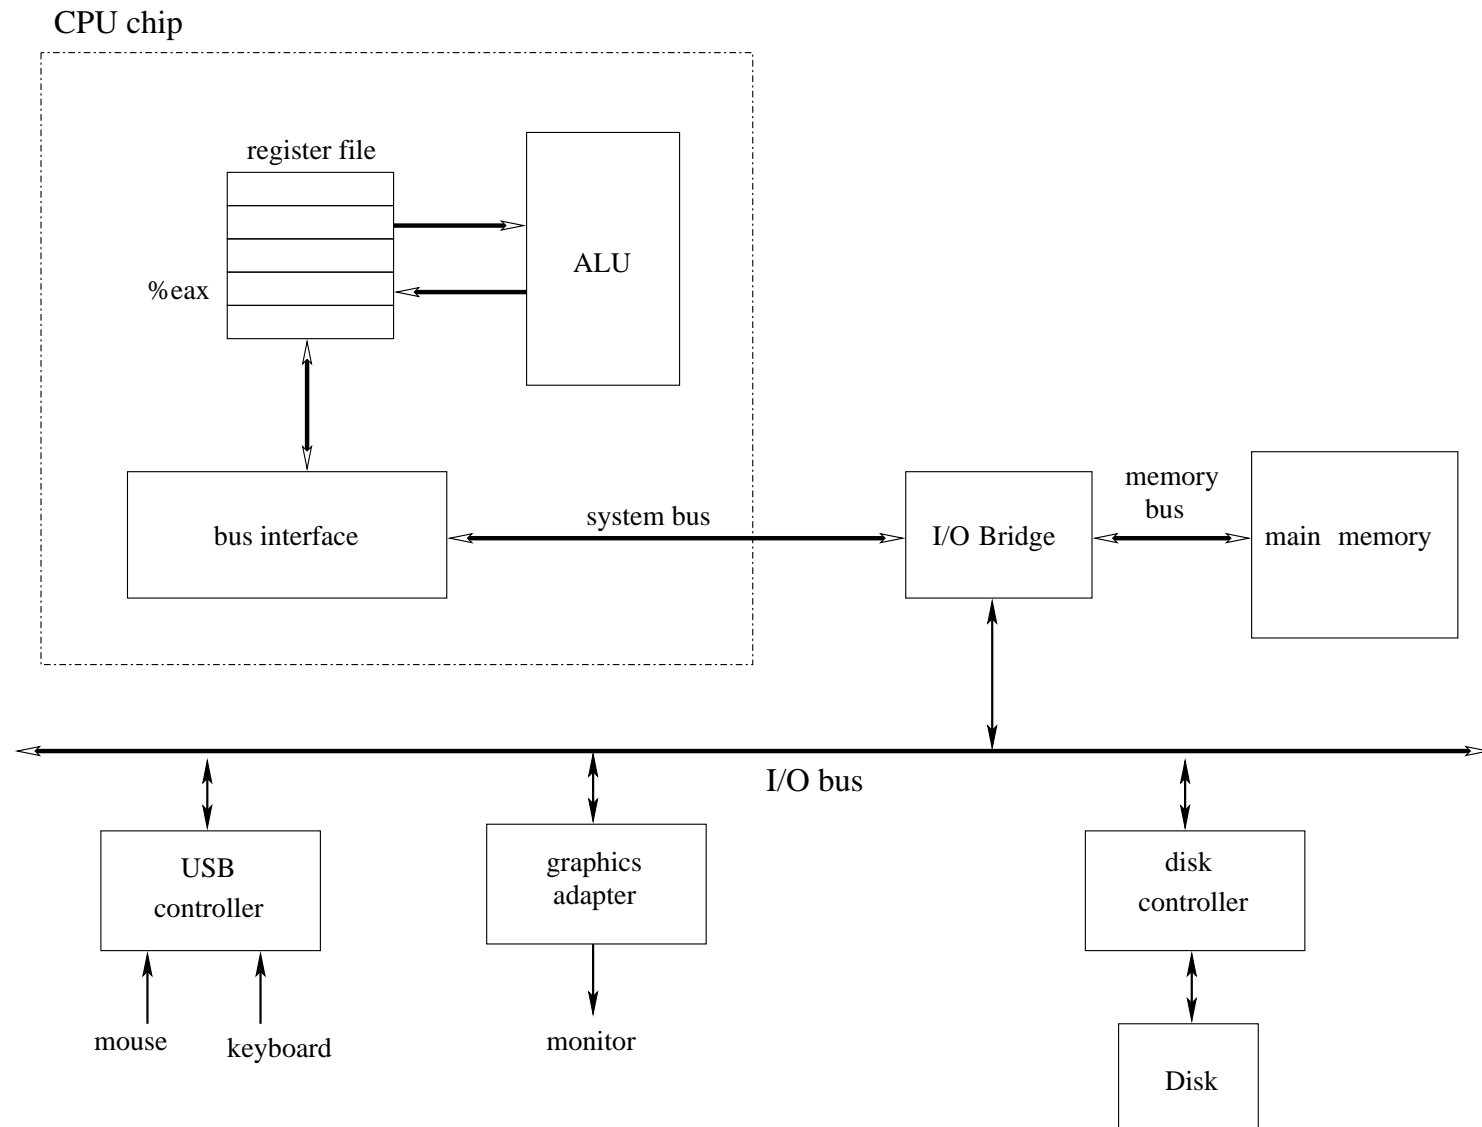 CPU chip
register file
ALU
%eax
bus interface
system bus
I/O Bridge
memory
bus
main memory
I/O bus
USB
controller
graphics
adapter
disk
controller
mouse
keyboard
monitor
Disk